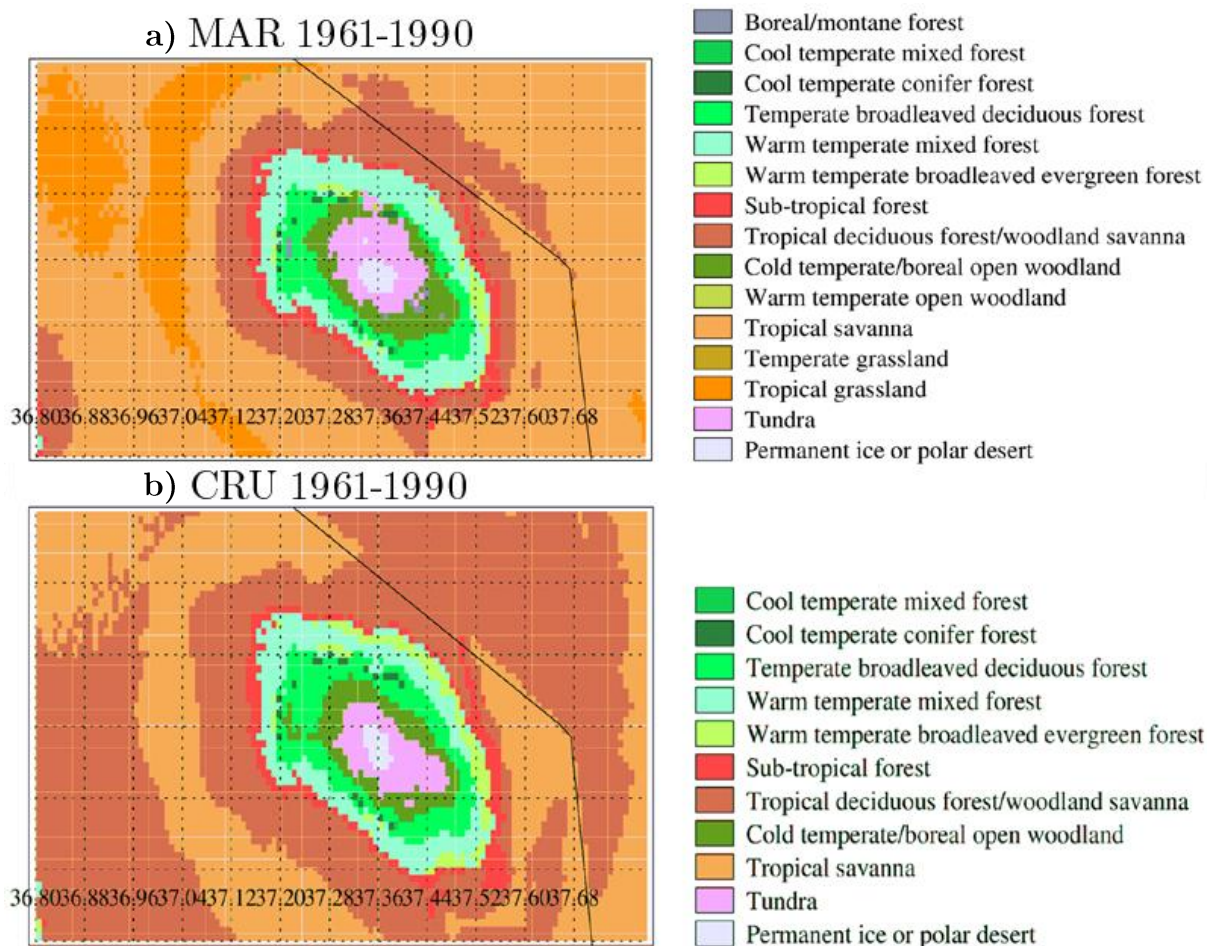 a) MAR 1961-1990
Boreal/montane forest
Cool temperate mixed forest
Cool temperate conifer forest
Temperate broadleaved deciduous forest
Warm temperate mixed forest
Warm temperate broadleaved evergreen forest
Sub-tropical forest
Tropical deciduous forest/woodland savanna
Cold temperate/boreal open woodland
Warm temperate open woodland
Tropical savanna
Temperate grassland
Tropical grassland
Tundra
Permanent ice or polar desert
36.8036.8836.9637.0437.1237.2037.2837.3637.4437.5237.6037.68
b) CRU 1961-1990
Cool temperate mixed forest
Cool temperate conifer forest
Temperate broadleaved deciduous forest
Warm temperate mixed forest
Warm temperate broadleaved evergreen forest
Sub-tropical forest
Tropical deciduous forest/woodland savanna
Cold temperate/boreal open woodland
Tropical savanna
Tundra
Permanent ice or polar desert
36.8036.8836.9637.0437.1237.2037.2837.3637.4437.5237.6037.68